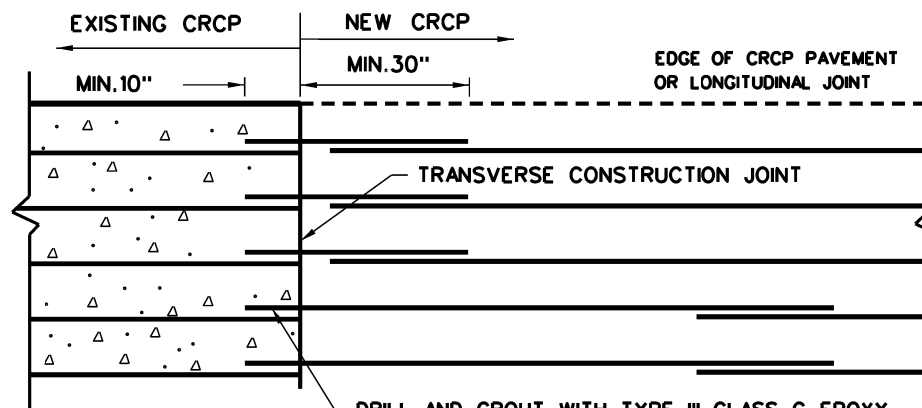 EXISTING CRCP
NEW CRCP
MIN.10"
MIN.30"
EDGE OF CRCP PAVEMENT
OR LONGITUDINAL JOINT
TRANSVERSE CONSTRUCTION JOINT
DRILL AND GROUT WITH TYPE III CLASS C EPOXY